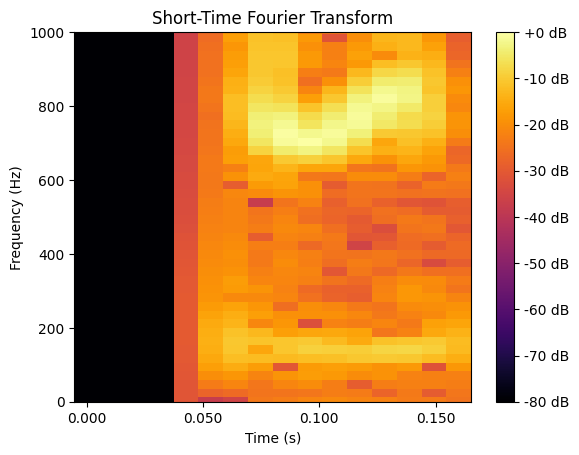 Short-Time Fourier Transform
1000
800
600
400
200
0
Frequency (Hz)
0.000
0.050
0.100
0.150
Time (s)
+0 dB
-10 dB
-20 dB
-30 dB
-40 dB
-50 dB
-60 dB
-70 dB
-80 dB